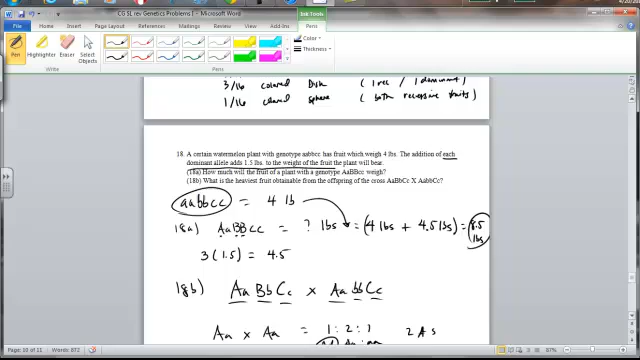 CG SL rev Genetics Problems I - Microsoft Word
Ink Tools
File
Home
Insert
Page Layout
References
Mailings
Review
View
Pens
Pen
Highlighter
Eraser
Select Objects
Write
Pens
Color
Thickness
3/16 colored Disk (1 rec / 1 dominant)
1/16 clear sphere (both recessive traits)
18. A certain watermelon plant with genotype aabbcc has fruit which weigh 4 lbs. The addition of each
dominant allele adds 1.5 lbs. to the weight of the fruit the plant will bear.
(18a) How much will the fruit of a plant with a genotype AaBBcc weigh?
(18b) What is the heaviest fruit obtainable from the offspring of the cross AaBbCc X AabbCc?
aabbcc = 4 lb
18a) AaBBcc = ? lbs = (4 lbs + 4.5 lbs) = 8.5 lbs
3 (1.5) = 4.5
18b) Aa Bb Cc x Aa bb Cc
Aa x Aa = 1 : 2 : 1 2 A s
Page: 10 of 11
Words: 872
87%